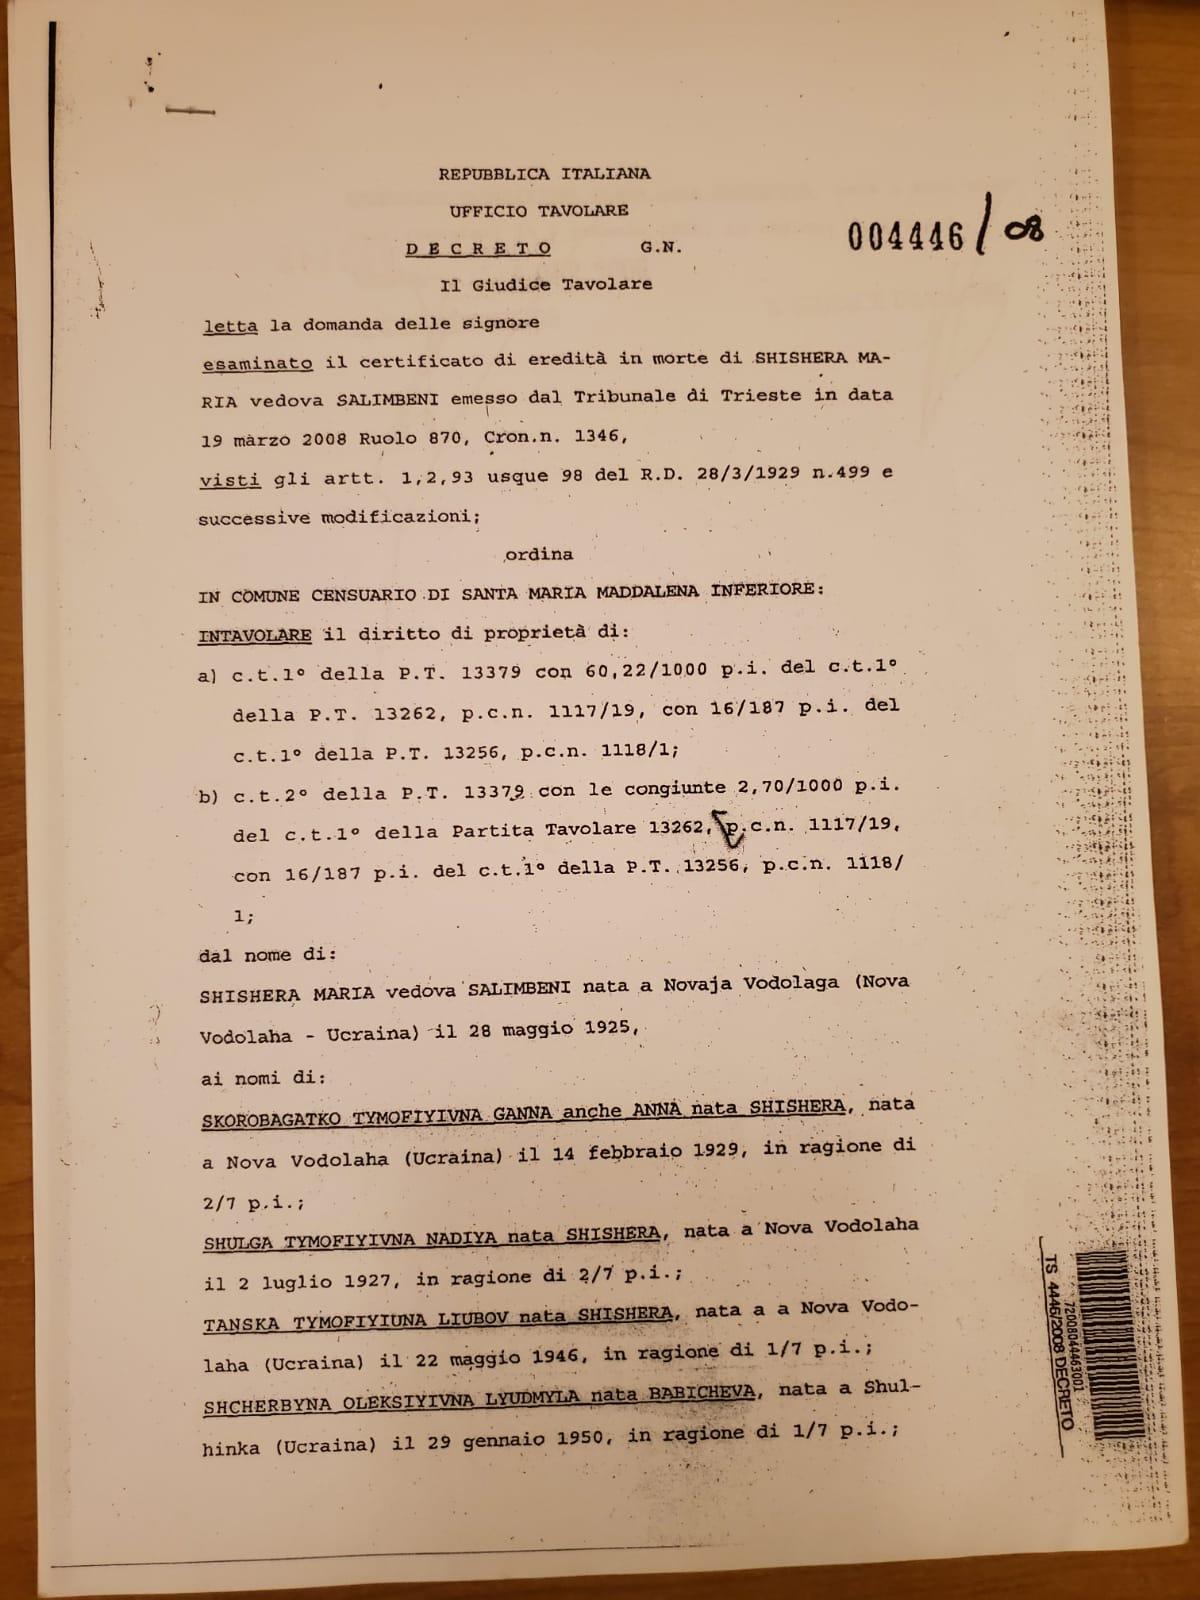 REPUBBLICA ITALIANA
UFFICIO TAVOLARE
D E C R E T O G.N. 004446/08
Il Giudice Tavolare
letta la domanda delle signore
esaminato il certificato di eredità in morte di SHISHERA MA-
RIA vedova SALIMBENI emesso dal Tribunale di Trieste in data
19 marzo 2008 Ruolo 870, Cron.n. 1346,
visti gli artt. 1,2,93 usque 98 del R.D. 28/3/1929 n.499 e
successive modificazioni;
ordina
IN COMUNE CENSUARIO DI SANTA MARIA MADDALENA INFERIORE:
INTAVOLARE il diritto di proprietà di:
a) c.t.1° della P.T. 13379 con 60,22/1000 p.i. del c.t.1°
della P.T. 13262, p.c.n. 1117/19, con 16/187 p.i. del
c.t.1° della P.T. 13256, p.c.n. 1118/1;
b) c.t.2° della P.T. 13379 con le congiunte 2,70/1000 p.i.
del c.t.1° della Partita Tavolare 13262, p.c.n. 1117/19,
con 16/187 p.i. del c.t.1° della P.T. 13256, p.c.n. 1118/
1;
dal nome di:
SHISHERA MARIA vedova SALIMBENI nata a Novaja Vodolaga (Nova
Vodolaha - Ucraina) il 28 maggio 1925,
ai nomi di:
SKOROBAGATKO TYMOFIYIVNA GANNA anche ANNA nata SHISHERA, nata
a Nova Vodolaha (Ucraina) il 14 febbraio 1929, in ragione di
2/7 p.i.;
SHULGA TYMOFIYIVNA NADIYA nata SHISHERA, nata a Nova Vodolaha
il 2 luglio 1927, in ragione di 2/7 p.i.;
TANSKA TYMOFIYIUNA LIUBOV nata SHISHERA, nata a a Nova Vodo-
laha (Ucraina) il 22 maggio 1946, in ragione di 1/7 p.i.;
SHCHERBYNA OLEKSIYIVNA LYUDMYLA nata BABICHEVA, nata a Shul-
hinka (Ucraina) il 29 gennaio 1950, in ragione di 1/7 p.i.;
7200804463001
TS 4446/2008 DECRETO